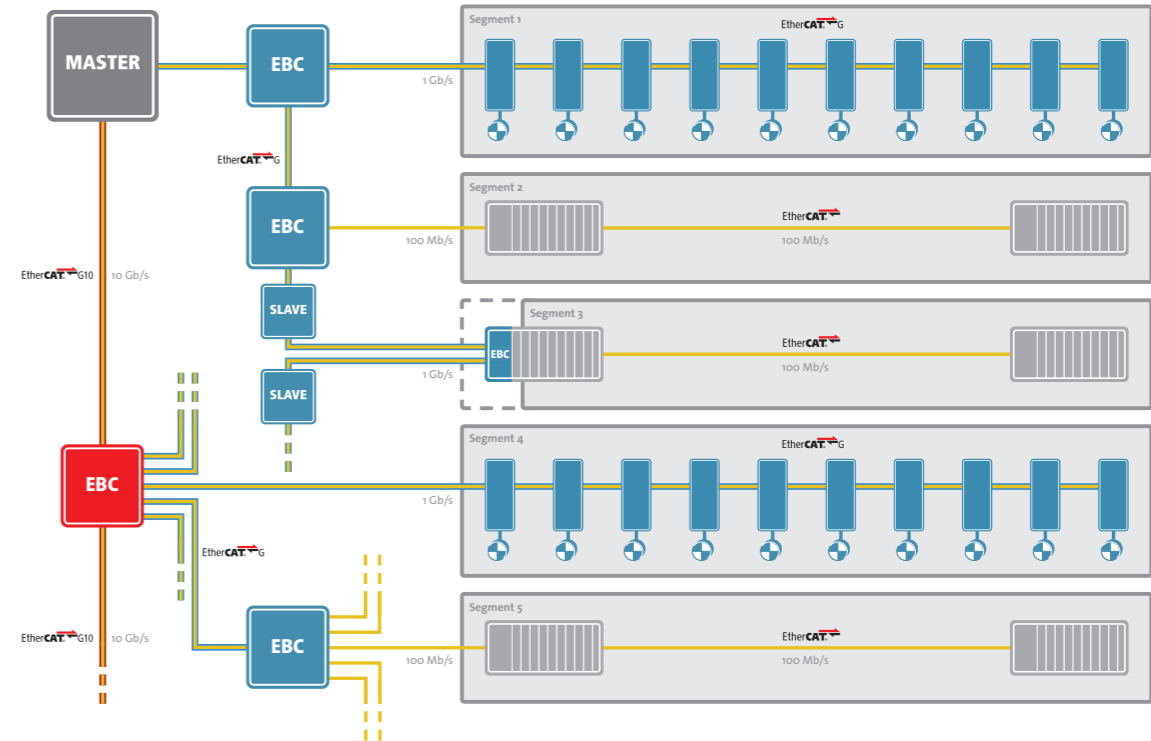 Segment 1
EtherCAT G
MASTER
EBC
1 Gb/s
EtherCAT G
Segment 2
EBC
100 Mb/s
EtherCAT
100 Mb/s
EtherCAT G10 10 Gb/s
SLAVE
Segment 3
EBC
EtherCAT
100 Mb/s
1 Gb/s
SLAVE
Segment 4
EtherCAT G
EBC
1 Gb/s
EtherCAT G
Segment 5
EtherCAT G10 10 Gb/s
EBC
100 Mb/s
EtherCAT
100 Mb/s